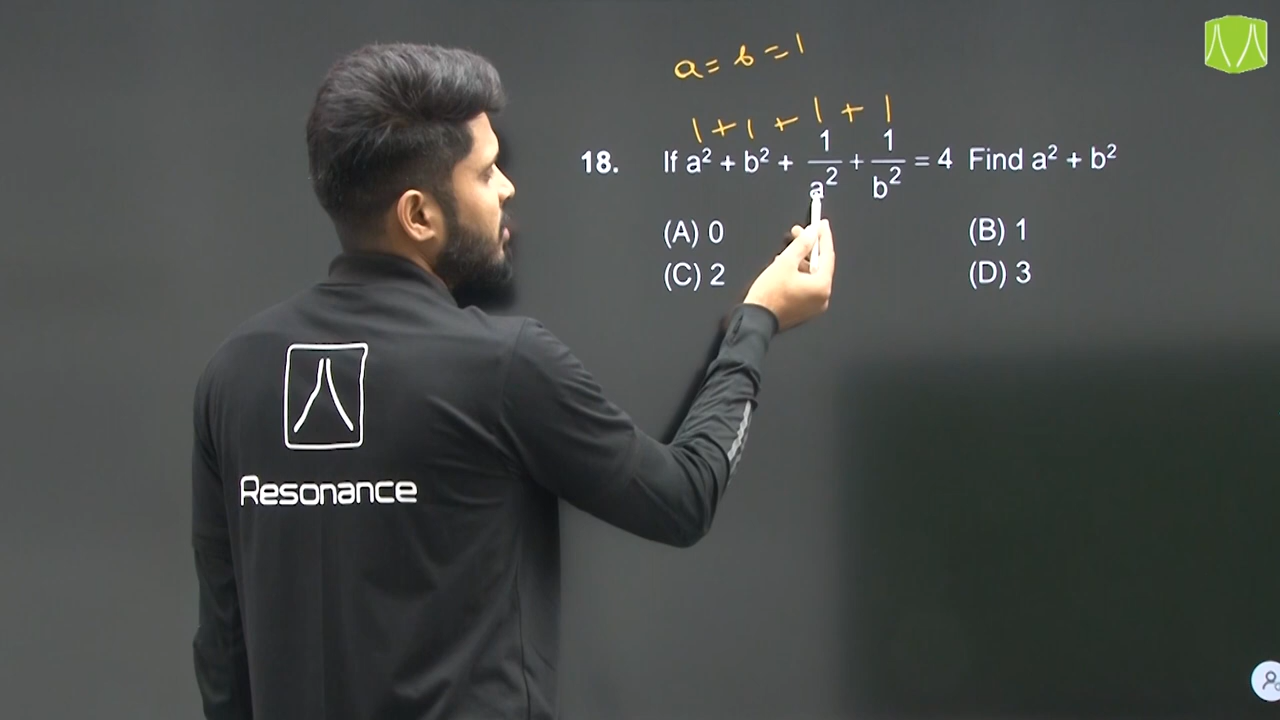 a = b = 1
1 + 1 + 1 + 1
18. If a² + b² + 1/a² + 1/b² = 4 Find a² + b²
(A) 0 (B) 1
(C) 2 (D) 3
Resonance